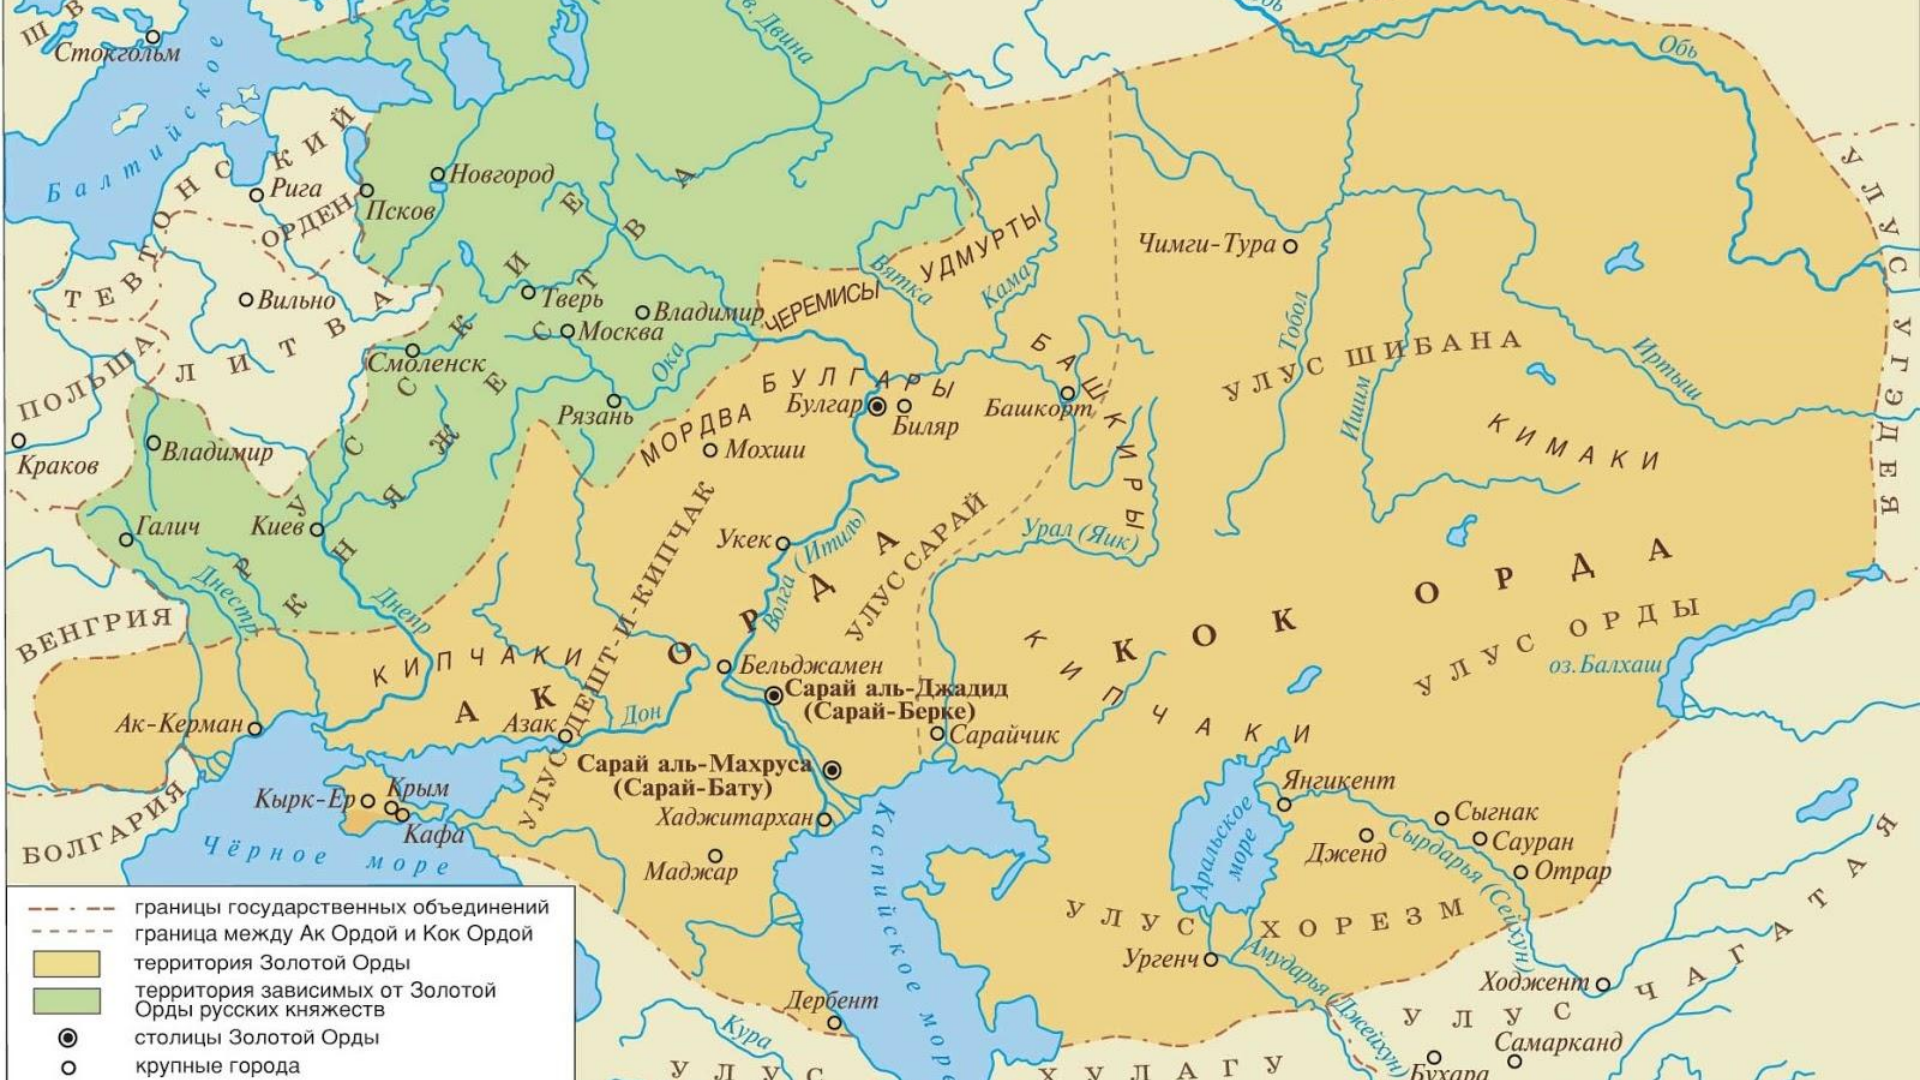 Стокгольм
Балтийское
в. Двина
Обь
Обь
ТЕВТОНСКИЙ
ОРДЕН
Рига
Псков
Новгород
УЛУС УГЭДЕЯ
Чимги-Тура
УДМУРТЫ
Вятка
Кама
ЧЕРЕМИСЫ
Вильно
ЛИТВА
Тверь
Москва
Владимир
Смоленск
РУССКИЕ
КНЯЖЕСТВА
ПОЛЬША
Ока
Рязань
БУЛГАРЫ
Булгар
Биляр
БАШКИРЫ
Башкорт
Тобол
УЛУС ШИБАНА
Ишим
Иртыш
КИМАКИ
МОРДВА
Мохши
Краков
Владимир
Галич
Киев
Днестр
Днепр
Укек
Волга (Итиль)
УЛУС САРАЙ
Урал (Яик)
КОК ОРДА
УЛУС ОРДЫ
оз. Балхаш
ВЕНГРИЯ
КИПЧАКИ
АК ОРДА
УЛУС ДЕШТ-И-КИПЧАК
Бельджамен
Сарай аль-Джадид
(Сарай-Берке)
КИПЧАКИ
Ак-Керман
Азак
Дон
Сарайчик
Сарай аль-Махруса
(Сарай-Бату)
Хаджитархан
Кырк-Ер
Крым
Кафа
БОЛГАРИЯ
Чёрное море
Маджар
Каспийское море
Аральское
море
Янгикент
Сыгнак
Сауран
Дженд
Отрар
Сырдарья (Сейхун)
УЛУС ХОРЕЗМ
Ургенч
Амударья (Джейхун)
Ходжент
УЛУС ЧАГАТАЯ
Самарканд
Бухара
Дербент
Кура
УЛУС ХУЛАГУ
границы государственных объединений
граница между Ак Ордой и Кок Ордой
территория Золотой Орды
территория зависимых от Золотой
Орды русских княжеств
столицы Золотой Орды
крупные города